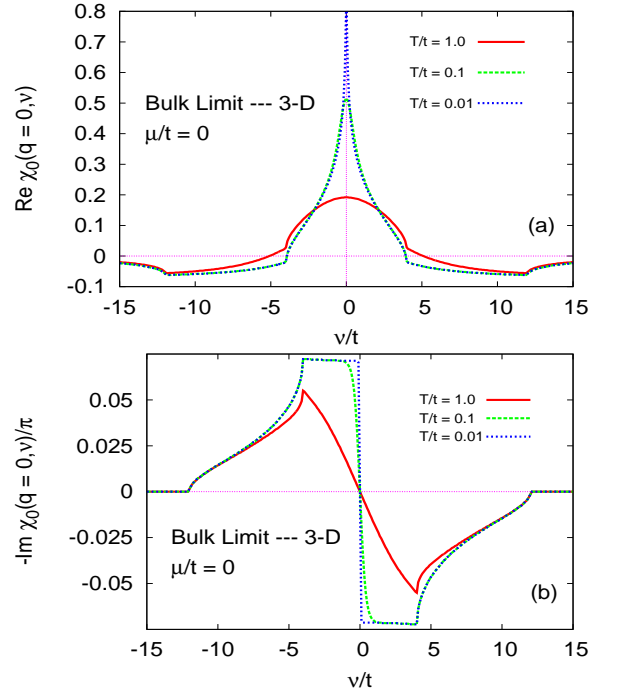 0.8
0.7
0.6
0.5
0.4
0.3
0.2
0.1
0
-0.1
Re χ₀(q = 0,ν)
T/t = 1.0
T/t = 0.1
T/t = 0.01
Bulk Limit --- 3-D
μ/t = 0
(a)
-15 -10 -5 0 5 10 15
ν/t
0.05
0.025
0
-0.025
-0.05
-Im χ₀(q = 0,ν)/π
T/t = 1.0
T/t = 0.1
T/t = 0.01
Bulk Limit --- 3-D
μ/t = 0
(b)
-15 -10 -5 0 5 10 15
ν/t